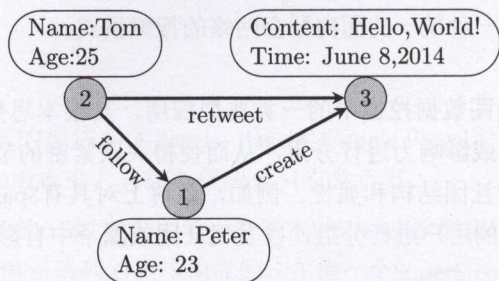 Name:Tom
Age:25
Content: Hello,World!
Time: June 8,2014
2
3
retweet
follow
create
1
Name: Peter
Age: 23